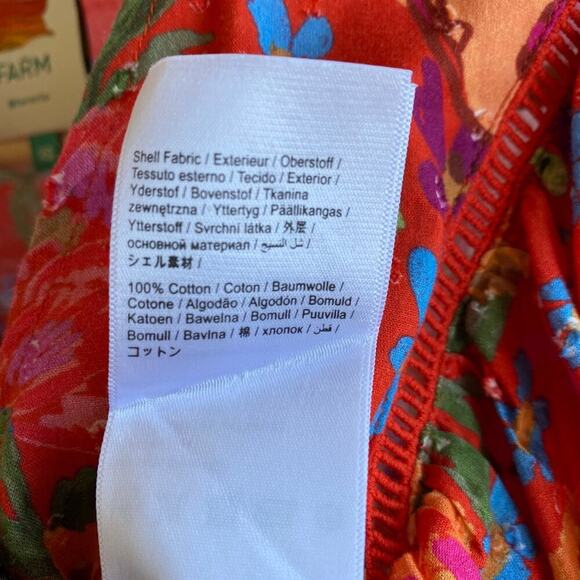 FARM
Shell Fabric / Exterieur / Oberstoff /
Tessuto esterno / Tecido / Exterior /
Yderstof / Bovenstof / Tkanina
zewnętrzna / Yttertyg / Päätlikangas /
Ytterstoff / Svrchní látka / 外层 /
основной материал / شل النسيج /
シェル素材 /
100% Cotton / Coton / Baumwolle /
Cotone / Algodão / Algodón / Bomuld /
Katoen / Bawelna / Bomull / Puuvilla /
Bomull / Bavlna / 棉 / хлопок / قطن /
コットン